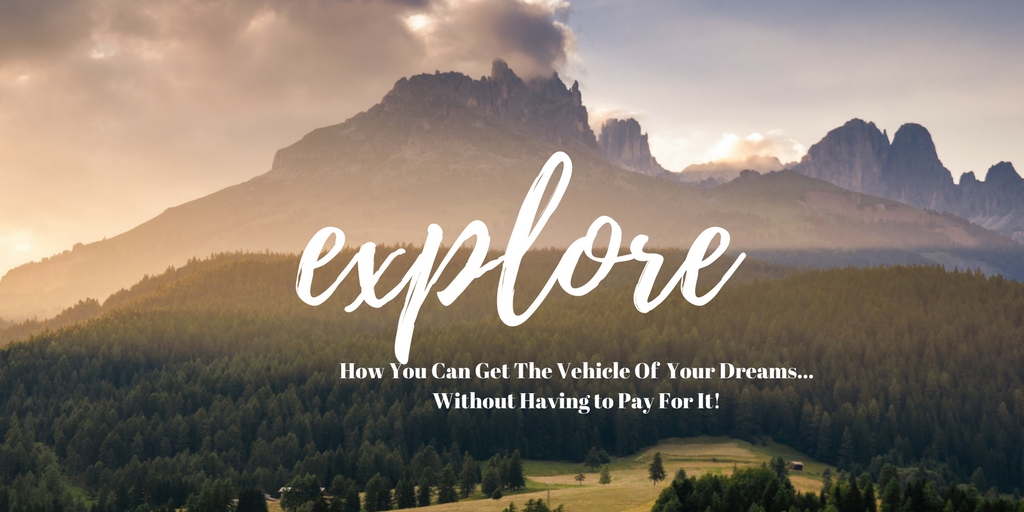 explore
How You Can Get The Vehicle Of Your Dreams...
Without Having to Pay For It!